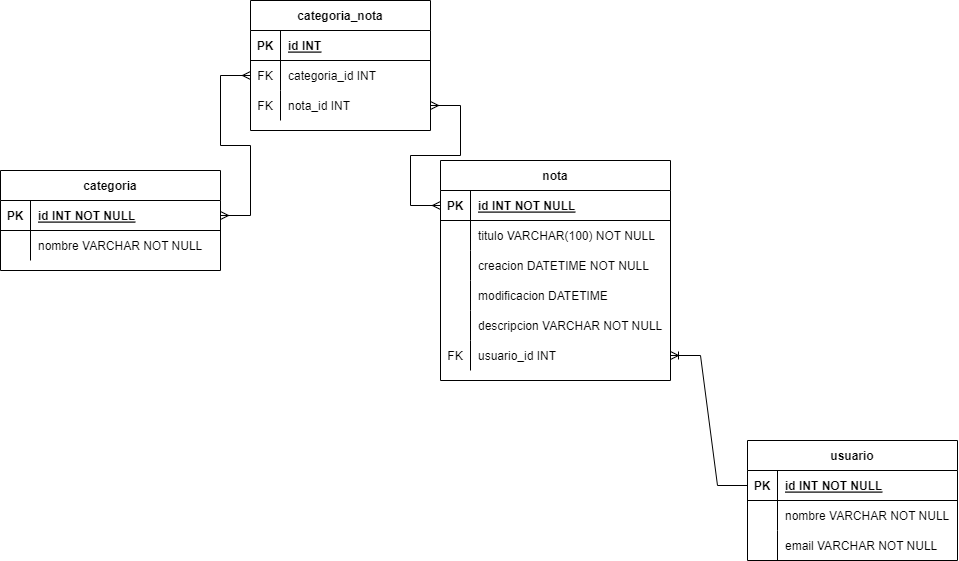 categoria_nota
PK id INT
FK categoria_id INT
FK nota_id INT
categoria
PK id INT NOT NULL
nombre VARCHAR NOT NULL
nota
PK id INT NOT NULL
titulo VARCHAR(100) NOT NULL
creacion DATETIME NOT NULL
modificacion DATETIME
descripcion VARCHAR NOT NULL
FK usuario_id INT
usuario
PK id INT NOT NULL
nombre VARCHAR NOT NULL
email VARCHAR NOT NULL